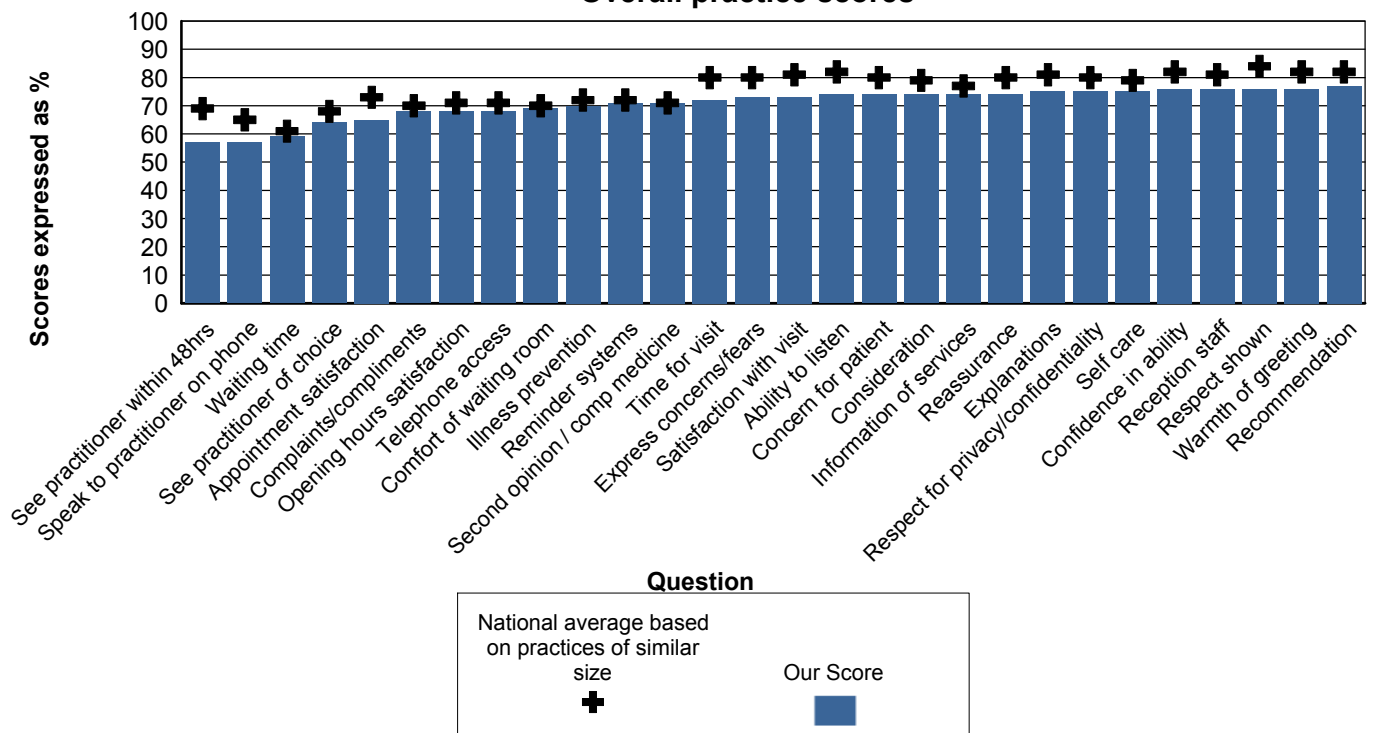 Overall practice scores
Scores expressed as %
100
90
80
70
60
50
40
30
20
10
0
See practitioner within 48hrs
Speak to practitioner on phone
Waiting time
See practitioner of choice
Appointment satisfaction
Complaints/compliments
Opening hours satisfaction
Telephone access
Comfort of waiting room
Illness prevention
Reminder systems
Second opinion / comp medicine
Time for visit
Express concerns/fears
Satisfaction with visit
Ability to listen
Concern for patient
Consideration
Information of services
Reassurance
Explanations
Respect for privacy/confidentiality
Self care
Confidence in ability
Reception staff
Respect shown
Warmth of greeting
Recommendation
Question
National average based
on practices of similar
size
Our Score